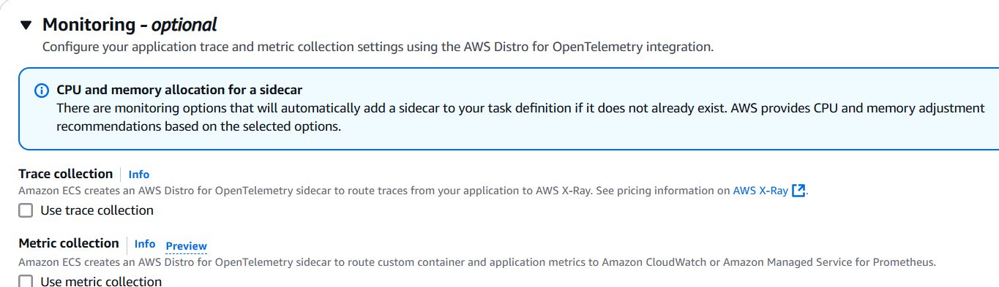 Monitoring - optional
Configure your application trace and metric collection settings using the AWS Distro for OpenTelemetry integration.
CPU and memory allocation for a sidecar
There are monitoring options that will automatically add a sidecar to your task definition if it does not already exist. AWS provides CPU and memory adjustment
recommendations based on the selected options.
Trace collection Info
Amazon ECS creates an AWS Distro for OpenTelemetry sidecar to route traces from your application to AWS X-Ray. See pricing information on AWS X-Ray.
Use trace collection
Metric collection Info Preview
Amazon ECS creates an AWS Distro for OpenTelemetry sidecar to route custom container and application metrics to Amazon CloudWatch or Amazon Managed Service for Prometheus.
Use metric collection